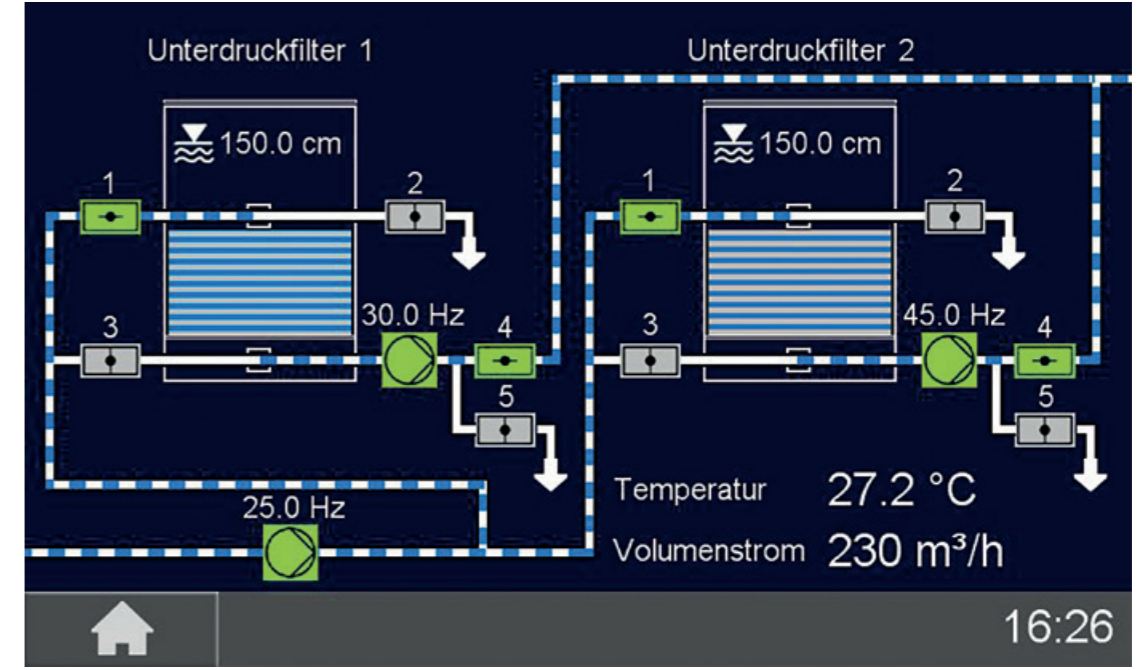 Unterdruckfilter 1
Unterdruckfilter 2
150.0 cm
150.0 cm
1
2
1
2
30.0 Hz
45.0 Hz
3
4
3
4
5
5
Temperatur 27.2 °C
25.0 Hz
Volumenstrom 230 m³/h
16:26